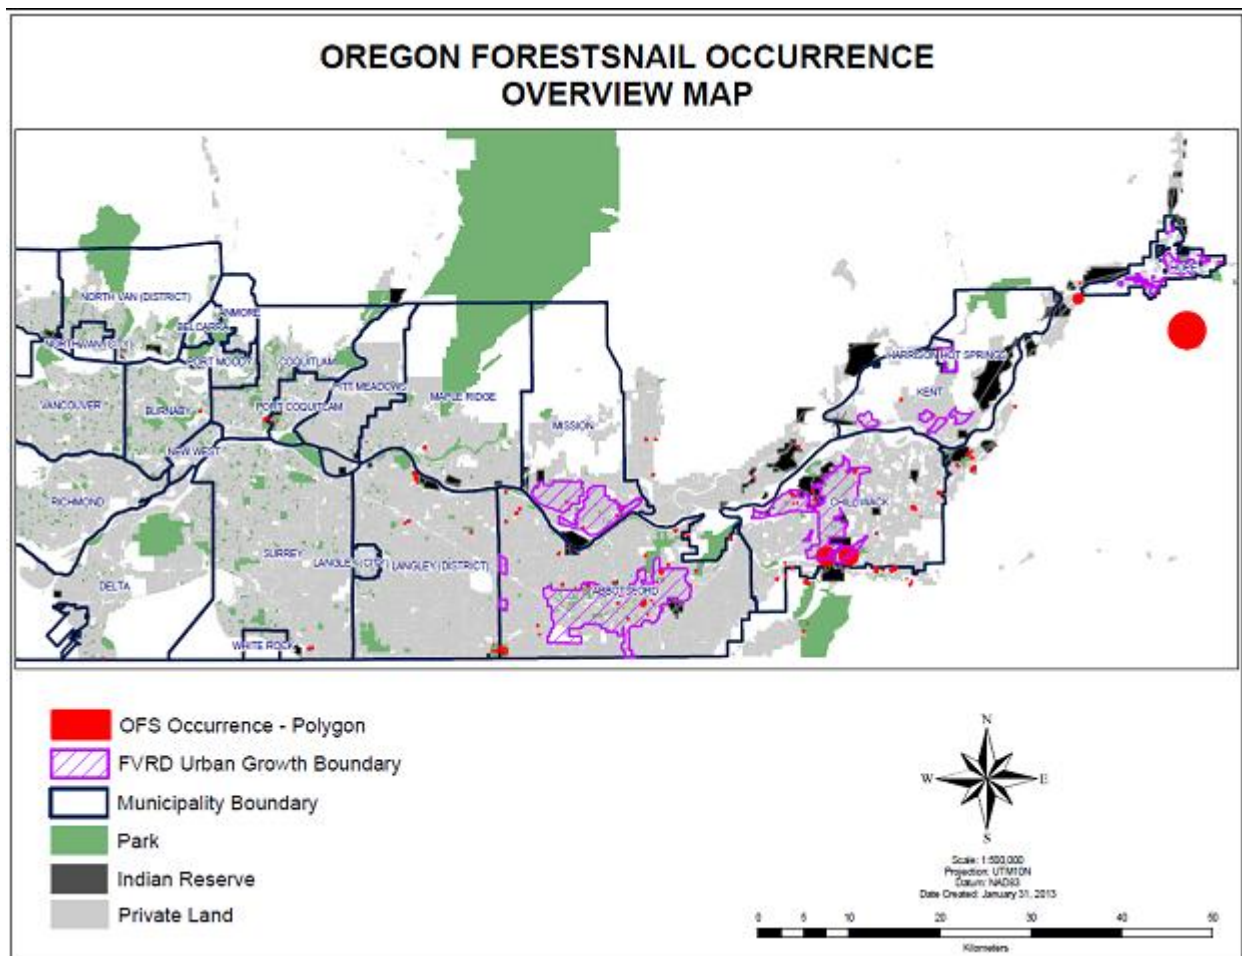 OREGON FORESTSNAIL OCCURRENCE
OVERVIEW MAP
NORTH VAN (DISTRICT)
ANMORE
BELCARRA
NORTH VAN (CITY)
PORT MOODY
COQUITLAM
HARRISON HOT SPRINGS
PITT MEADOWS
KENT
MAPLE RIDGE
VANCOUVER
BURNABY
PORT COQUITLAM
MISSION
NEW WEST
RICHMOND
CHILLIWACK
SURREY
LANGLEY (CITY)
LANGLEY (DISTRICT)
DELTA
ABBOTSFORD
WHITE ROCK
OFS Occurrence - Polygon
FVRD Urban Growth Boundary
Municipality Boundary
Park
Indian Reserve
Private Land
N
W
E
S
Scale: 1:500,000
Projection: UTM10N
Datum: NAD83
Date Created: January 31, 2013
0 5 10 20 30 40 50
Kilometers